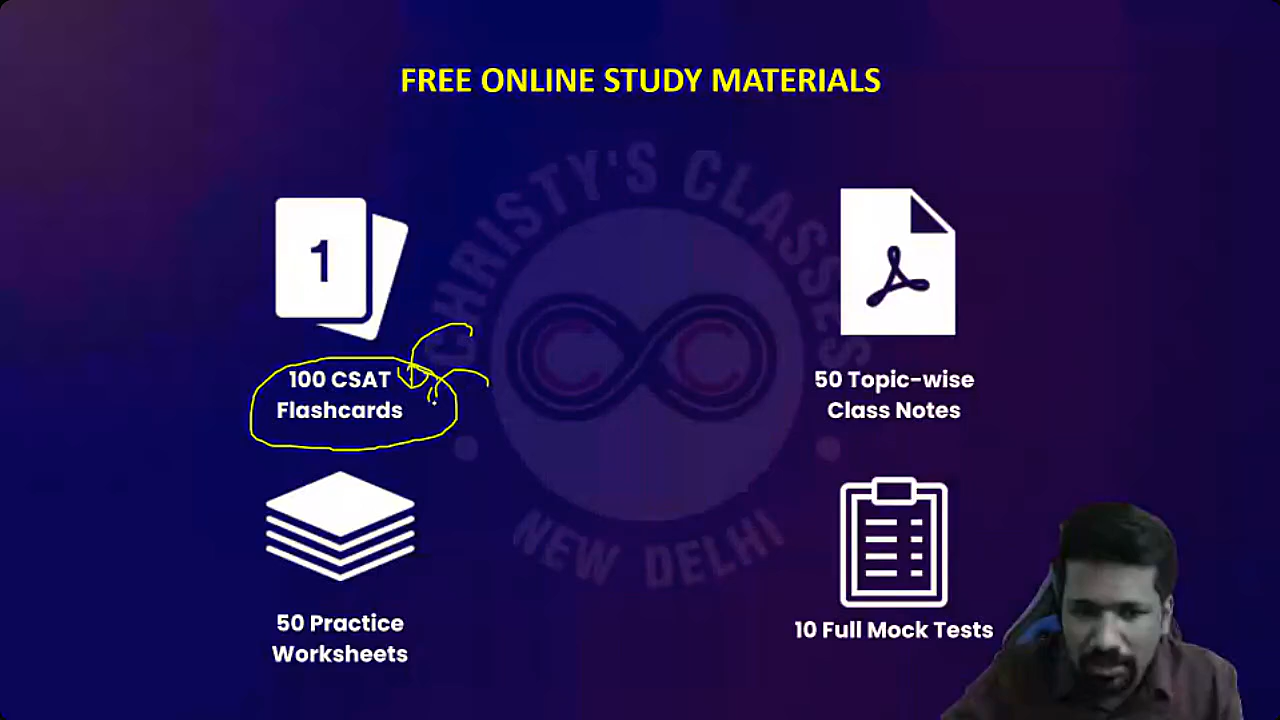 FREE ONLINE STUDY MATERIALS
CHRISTY'S CLASSES
NEW DELHI
1
100 CSAT
Flashcards
50 Topic-wise
Class Notes
50 Practice
Worksheets
10 Full Mock Tests